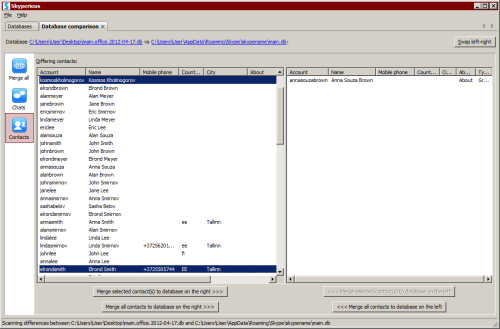 Skyperious
File Help
Databases Database comparison
Database C:\Users\User\Desktop\main.office.2012-04-17.db vs C:\Users\User\AppData\Roaming\Skype\skypename\main.db:
Swap left-right
Merge all
Chats
Contacts
Differing contacts:
Account Name Mobile phone Count... City About
kosmoskholmogorov Kosmos Kholmogorov
elrondbrown Elrond Brown
alanmeyer Alan Meyer
janebrown Jane Brown
ericsmirnov Eric Smirnov
lindameyer Linda Meyer
ericlee Eric Lee
alansouza Alan Souza
johnsmith John Smith
johnbrown John Brown
elrondmeyer Elrond Meyer
annasouza Anna Souza
alanbrown Alan Brown
johnsmirnov John Smirnov
janelee Jane Lee
annasmirnov Anna Smirnov
sashabelov Sasha Belov
elrondsmirnov Elrond Smirnov
annasmith Anna Smith ee Tallinn
alansmirnov Alan Smirnov
lindalee Linda Lee
lindasmirnov Linda Smirnov +37256201... ee Tallinn
johnlee John Lee fi
annalee Anna Lee
elrondsmith Elrond Smith +3725505744 EE Tallinn
Account Name Mobile phone Count... Ci... Ab... Ty...
annasouzabrown Anna Souza Brown About Gr...
Merge selected contact(s) to database on the right >>>
Merge all contacts to database on the right >>>
<<< Merge selected contact(s) to database on the left
<<< Merge all contacts to database on the left
Scanning differences between C:\Users\User\Desktop\main.office.2012-04-17.db and C:\Users\User\AppData\Roaming\Skype\skypename\main.db